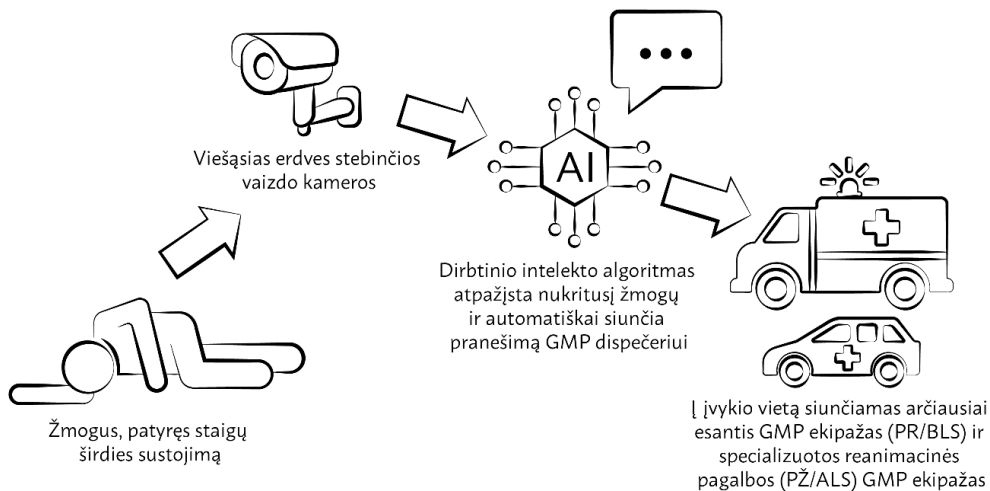 Viešąsias erdves stebinčios
vaizdo kameros
AI
Dirbtinio intelekto algoritmas
atpažįsta nukritusį žmogų
ir automatiškai siunčia
pranešimą GMP dispečeriui
Žmogus, patyręs staigų
širdies sustojimą
Į įvykio vietą siunčiamas arčiausiai
esantis GMP ekipažas (PR/BLS) ir
specializuotos reanimacinės
pagalbos (PŽ/ALS) GMP ekipažas